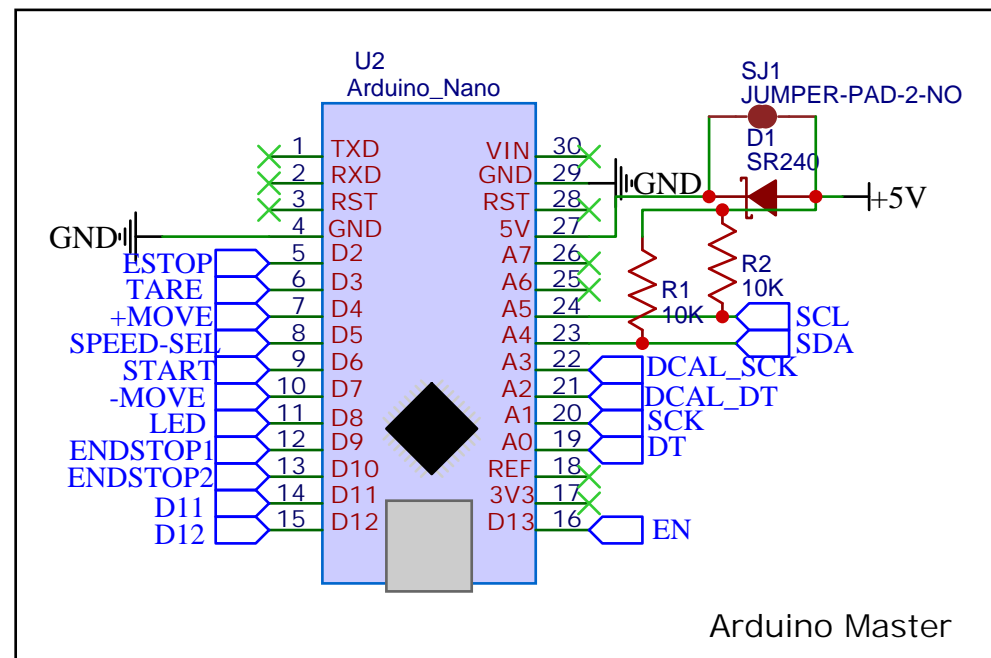 U2
Arduino_Nano
SJ1
JUMPER-PAD-2-NO
D1
SR240
+5V
GND
GND
1 TXD
2 RXD
3 RST
4 GND
ESTOP 5 D2
TARE 6 D3
+MOVE 7 D4
SPEED-SEL 8 D5
START 9 D6
-MOVE 10 D7
LED 11 D8
ENDSTOP1 12 D9
ENDSTOP2 13 D10
D11 14 D11
D12 15 D12
VIN 30
GND 29
RST 28
5V 27
A7 26
A6 25
A5 24 SCL
A4 23 SDA
A3 22 DCAL_SCK
A2 21 DCAL_DT
A1 20 SCK
A0 19 DT
REF 18
3V3 17
D13 16 EN
R1
10K
R2
10K
Arduino Master